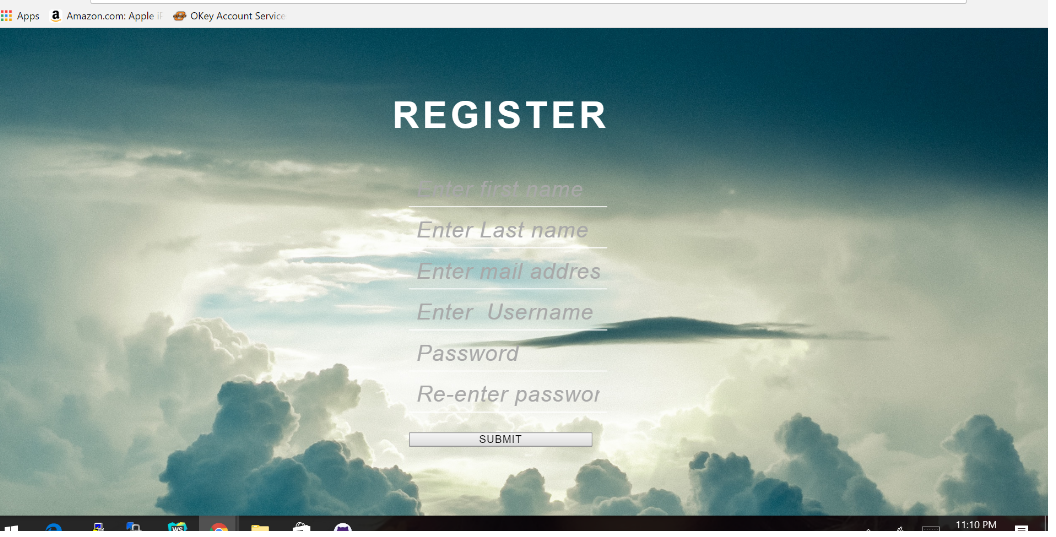 Apps Amazon.com: Apple OKey Account Service
REGISTER
Enter first name
Enter Last name
Enter mail addres
Enter  Username
Password
Re-enter passwor
SUBMIT
WS
11:10 PM